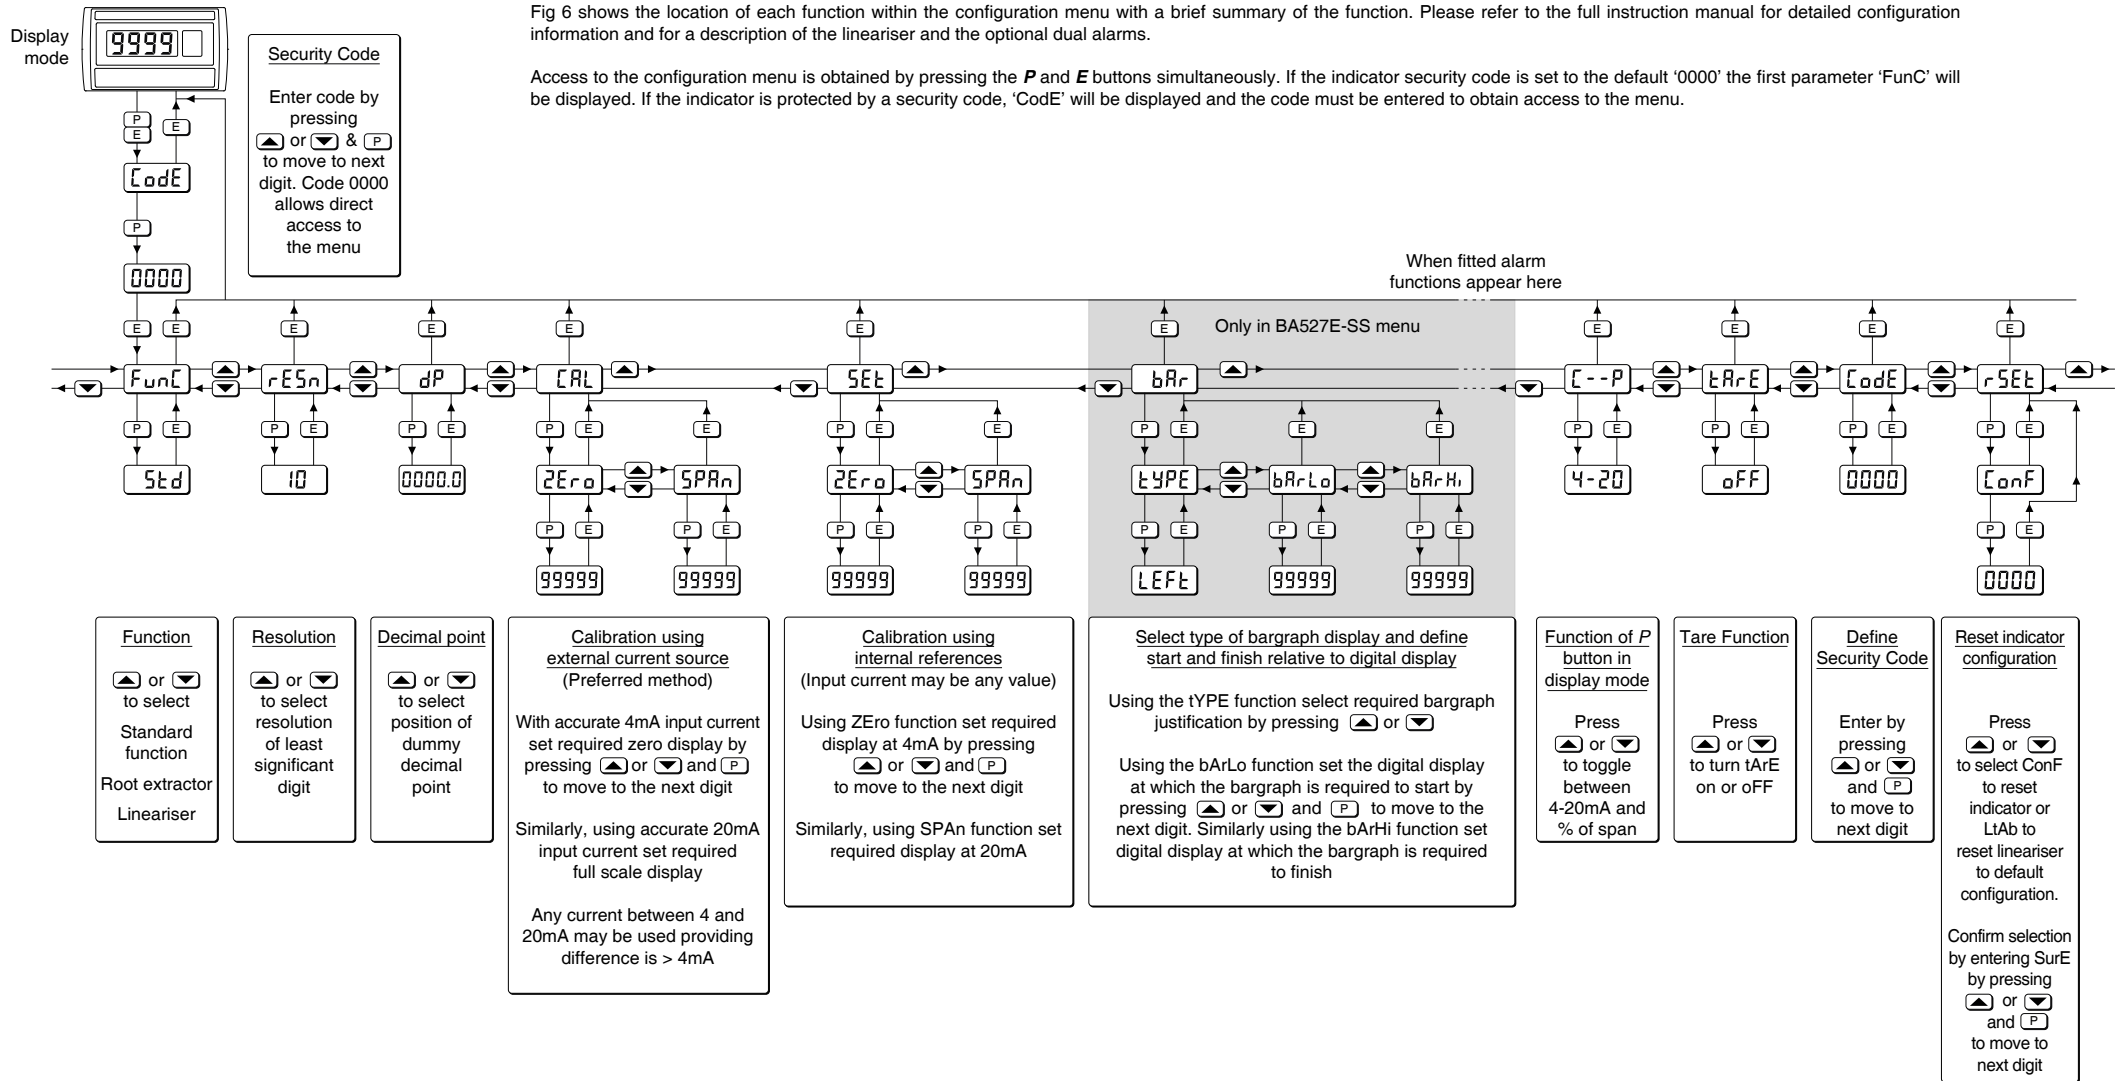 Fig 6 shows the location of each function within the configuration menu with a brief summary of the function. Please refer to the full instruction manual for detailed configuration
information and for a description of the lineariser and the optional dual alarms.
Access to the configuration menu is obtained by pressing the P and E buttons simultaneously. If the indicator security code is set to the default ‘0000’ the first parameter ‘FunC’ will
be displayed. If the indicator is protected by a security code, ‘CodE’ will be displayed and the code must be entered to obtain access to the menu.
Display
mode
9999
P
E
E
CodE
P
0000
Security Code
Enter code by
pressing
▲ or ▼ & P
to move to next
digit. Code 0000
allows direct
access to
the menu
When fitted alarm
functions appear here
Only in BA527E-SS menu
E E E E E E E E E E E
▼ FunC ▲ ▼ rESn ▲ ▼ dP ▲ ▼ CAL ▲ ▼ SEt ▲ ▼ bAr ▲ ▼ C--P ▲ ▼ tArE ▲ ▼ CodE ▲ ▼ rSEt ▲
P E P E P E P E E P E E P E E E P E P E P E P E
Std 10 0000.0 ZEro ▲ ▼ SPAn ZEro ▲ ▼ SPAn tYPE ▲ ▼ bArLo ▲ ▼ bArHi 4-20 oFF 0000 ConF
P E P E P E P E P E P E P E P E
99999 99999 99999 99999 LEFt 99999 99999 0000
Function
▲ or ▼
to select
Standard
function
Root extractor
Lineariser
Resolution
▲ or ▼
to select
resolution
of least
significant
digit
Decimal point
▲ or ▼
to select
position of
dummy
decimal
point
Calibration using
external current source
(Preferred method)
With accurate 4mA input current
set required zero display by
pressing ▲ or ▼ and P
to move to the next digit
Similarly, using accurate 20mA
input current set required
full scale display
Any current between 4 and
20mA may be used providing
difference is > 4mA
Calibration using
internal references
(Input current may be any value)
Using ZEro function set required
display at 4mA by pressing
▲ or ▼ and P
to move to the next digit
Similarly, using SPAn function set
required display at 20mA
Select type of bargraph display and define
start and finish relative to digital display
Using the tYPE function select required bargraph
justification by pressing ▲ or ▼
Using the bArLo function set the digital display
at which the bargraph is required to start by
pressing ▲ or ▼ and P to move to the
next digit. Similarly using the bArHi function set
digital display at which the bargraph is required
to finish
Function of P
button in
display mode
Press
▲ or ▼
to toggle
between
4-20mA and
% of span
Tare Function
Press
▲ or ▼
to turn tArE
on or oFF
Define
Security Code
Enter by
pressing
▲ or ▼
and P
to move to
next digit
Reset indicator
configuration
Press
▲ or ▼
to select ConF
to reset
indicator or
LtAb to
reset lineariser
to default
configuration.
Confirm selection
by entering SurE
by pressing
▲ or ▼
and P
to move to
next digit